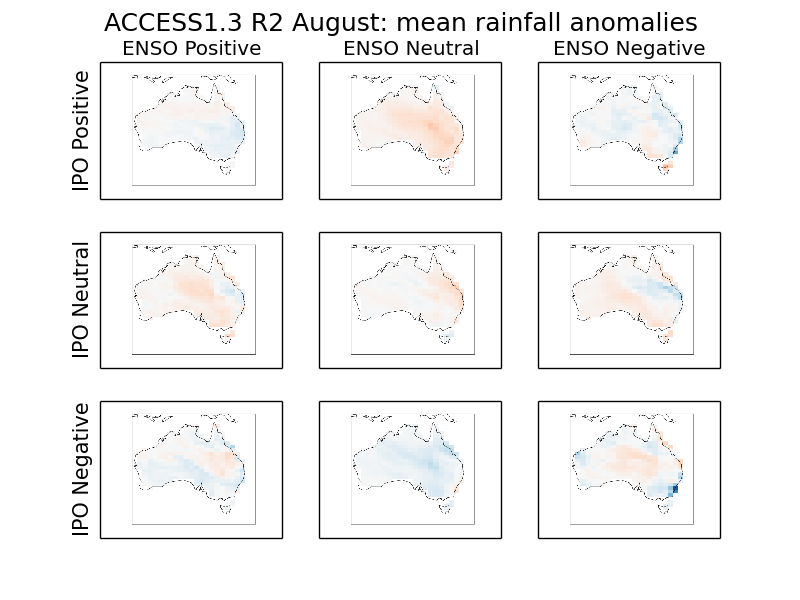 ACCESS1.3 R2 August: mean rainfall anomalies
ENSO Positive
ENSO Neutral
ENSO Negative
IPO Positive
IPO Neutral
IPO Negative